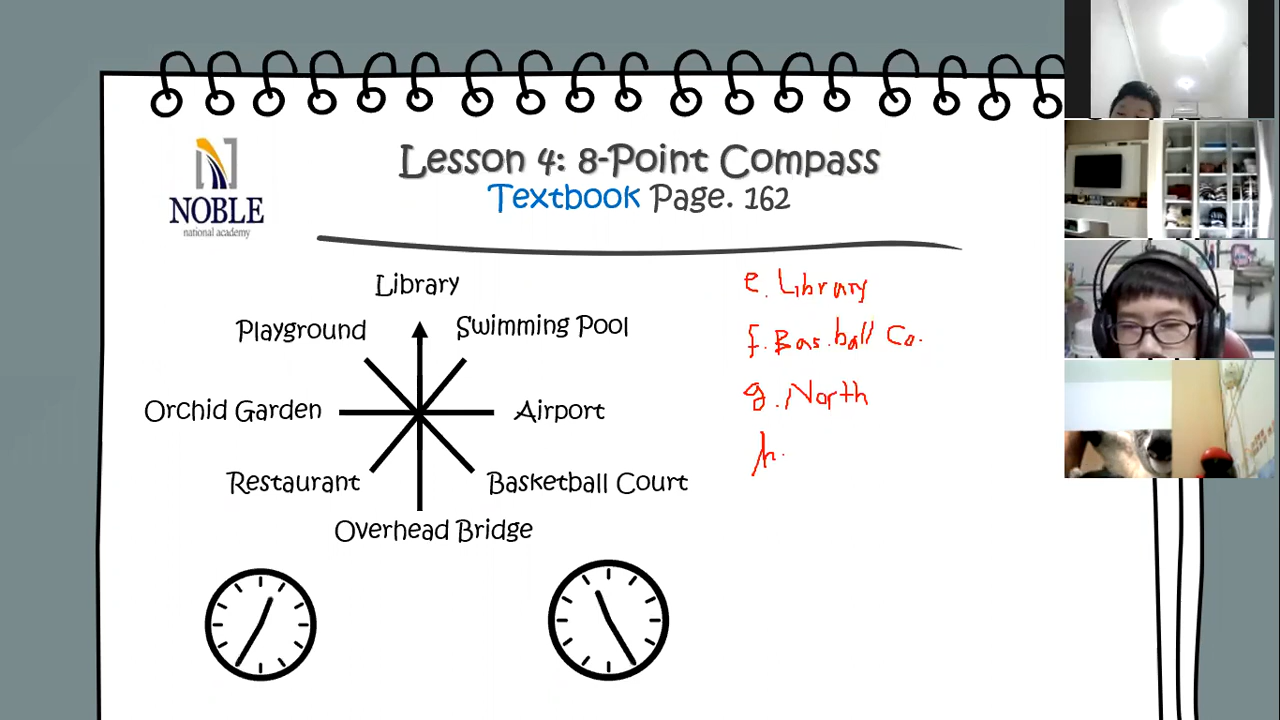 NOBLE
national academy
Lesson 4: 8-Point Compass
Textbook Page. 162
Library
Playground
Swimming Pool
Orchid Garden
Airport
Restaurant
Basketball Court
Overhead Bridge
e. Library
f. Bas.ball Co.
g. North
h.